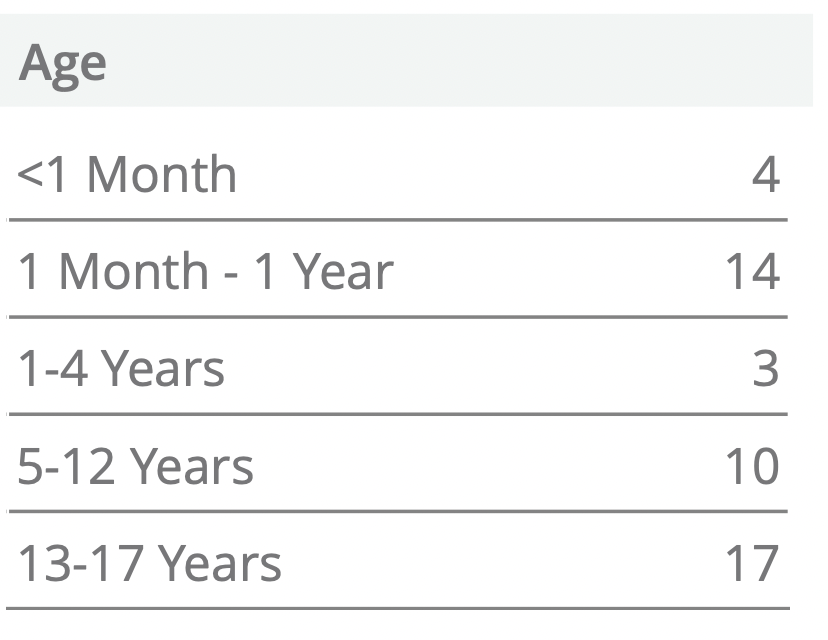 Age
<1 Month 4
1 Month - 1 Year 14
1-4 Years 3
5-12 Years 10
13-17 Years 17